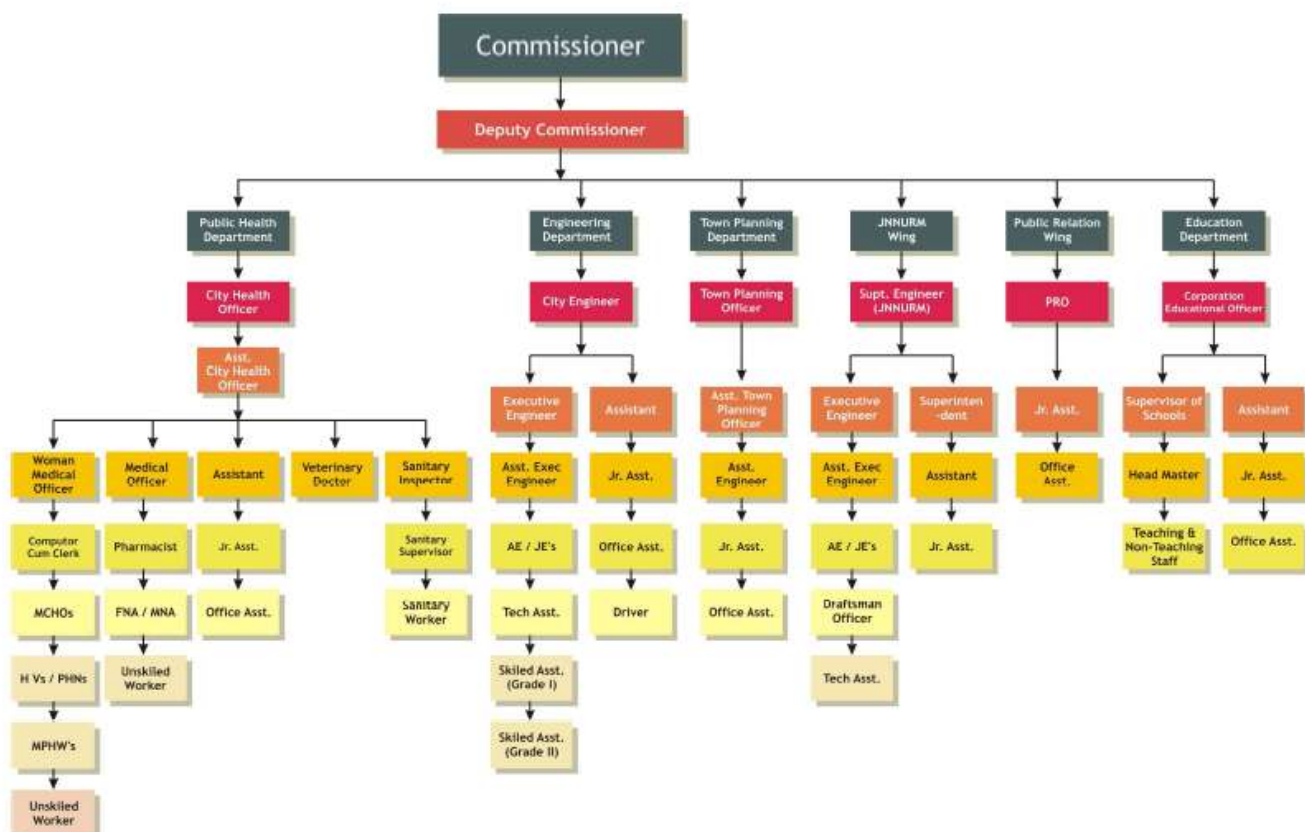 Commissioner
Deputy Commissioner
Public Health
Department
Engineering
Department
Town Planning
Department
JNNURM
Wing
Public Relation
Wing
Education
Department
City Health
Officer
City Engineer
Town Planning
Officer
Supt. Engineer
(JNNURM)
PRO
Corporation
Educational Officer
Asst.
City Health
Officer
Executive
Engineer
Assistant
Asst. Town
Planning
Officer
Executive
Engineer
Superinten
-dent
Jr. Asst.
Supervisor of
Schools
Assistant
Woman
Medical
Officer
Medical
Officer
Assistant
Veterinary
Doctor
Sanitary
Inspector
Asst. Exec
Engineer
Jr. Asst.
Asst.
Engineer
Asst. Exec
Engineer
Assistant
Office
Asst.
Head Master
Jr. Asst.
Computor
Cum Clerk
Pharmacist
Jr. Asst.
Sanitary
Supervisor
AE / JE's
Office Asst.
Jr. Asst.
AE / JE's
Jr. Asst.
Teaching &
Non-Teaching
Staff
Office Asst.
MCHOs
FNA / MNA
Office Asst.
Sanitary
Worker
Tech Asst.
Driver
Office Asst.
Draftsman
Officer
H Vs / PHNs
Unskiled
Worker
Skiled Asst.
(Grade I)
Tech Asst.
MPHW's
Skiled Asst.
(Grade II)
Unskiled
Worker